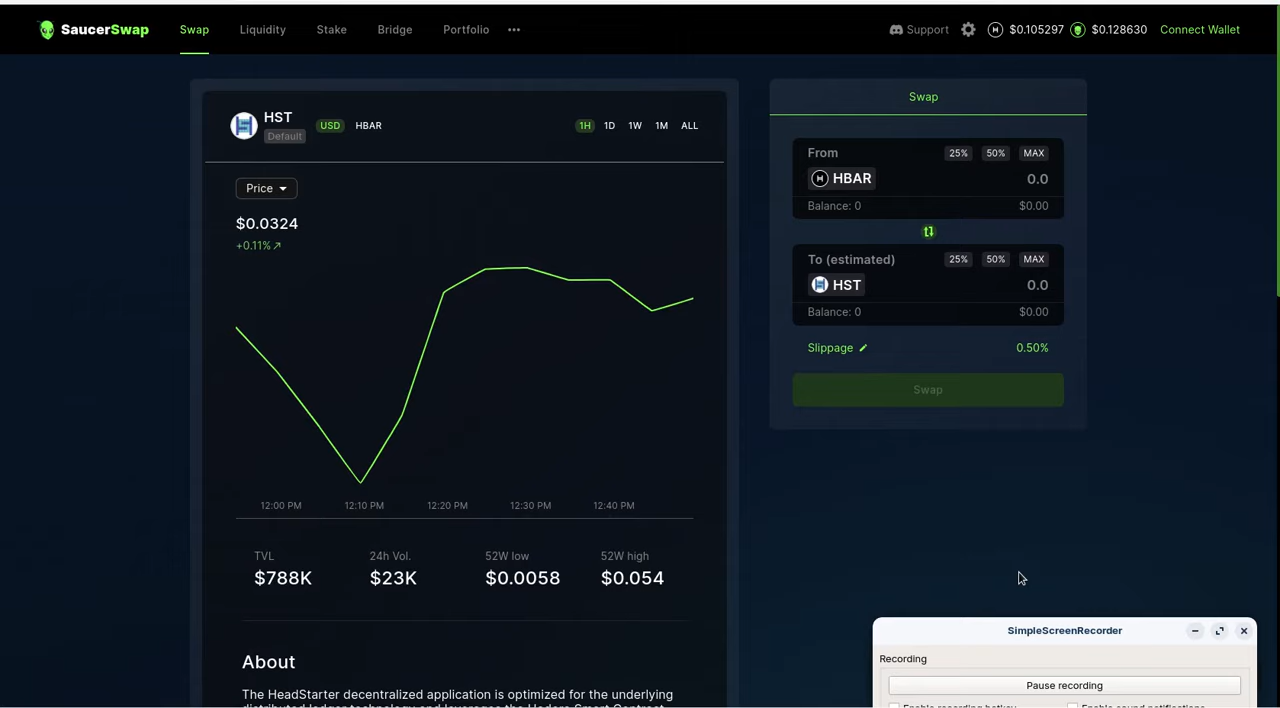 SaucerSwap Swap Liquidity Stake Bridge Portfolio ••• Support $0.105297 $0.128630 Connect Wallet
HST
Default
USD HBAR 1H 1D 1W 1M ALL
Price
$0.0324
+0.11%↗
12:00 PM 12:10 PM 12:20 PM 12:30 PM 12:40 PM
TVL 24h Vol. 52W low 52W high
$788K $23K $0.0058 $0.054
About
The HeadStarter decentralized application is optimized for the underlying
Swap
From 25% 50% MAX
H HBAR 0.0
Balance: 0 $0.00
To (estimated) 25% 50% MAX
HST 0.0
Balance: 0 $0.00
Slippage 0.50%
Swap
SimpleScreenRecorder
Recording
Pause recording